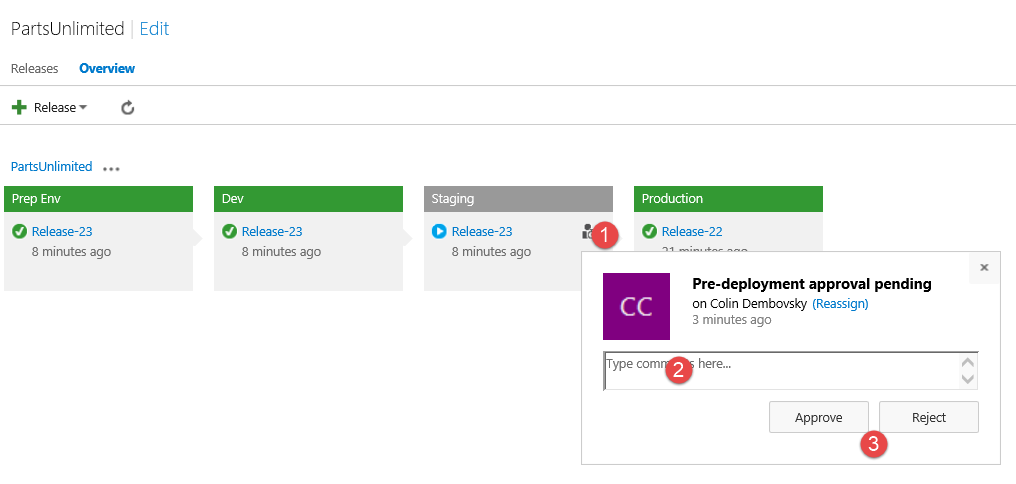 PartsUnlimited | Edit
Releases Overview
Release
PartsUnlimited ...
Prep Env Dev Staging Production
Release-23 Release-23 Release-23 1 Release-22
8 minutes ago 8 minutes ago 8 minutes ago 21 minutes ago
Pre-deployment approval pending
CC
on Colin Dembovsky (Reassign)
3 minutes ago
Type comments here...
2
Approve Reject
3